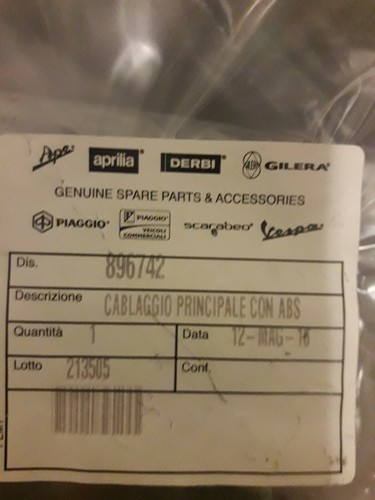 Ape aprilia DERBI GILERA
GENUINE SPARE PARTS & ACCESSORIES
PIAGGIO PIAGGIO VEICOLI COMMERCIALI scarabeo Vespa
Dis. 896742
Descrizione CABLAGGIO PRINCIPALE CON ABS
Quantità 1 Data 12-MAG-16
Lotto 213505 Conf.